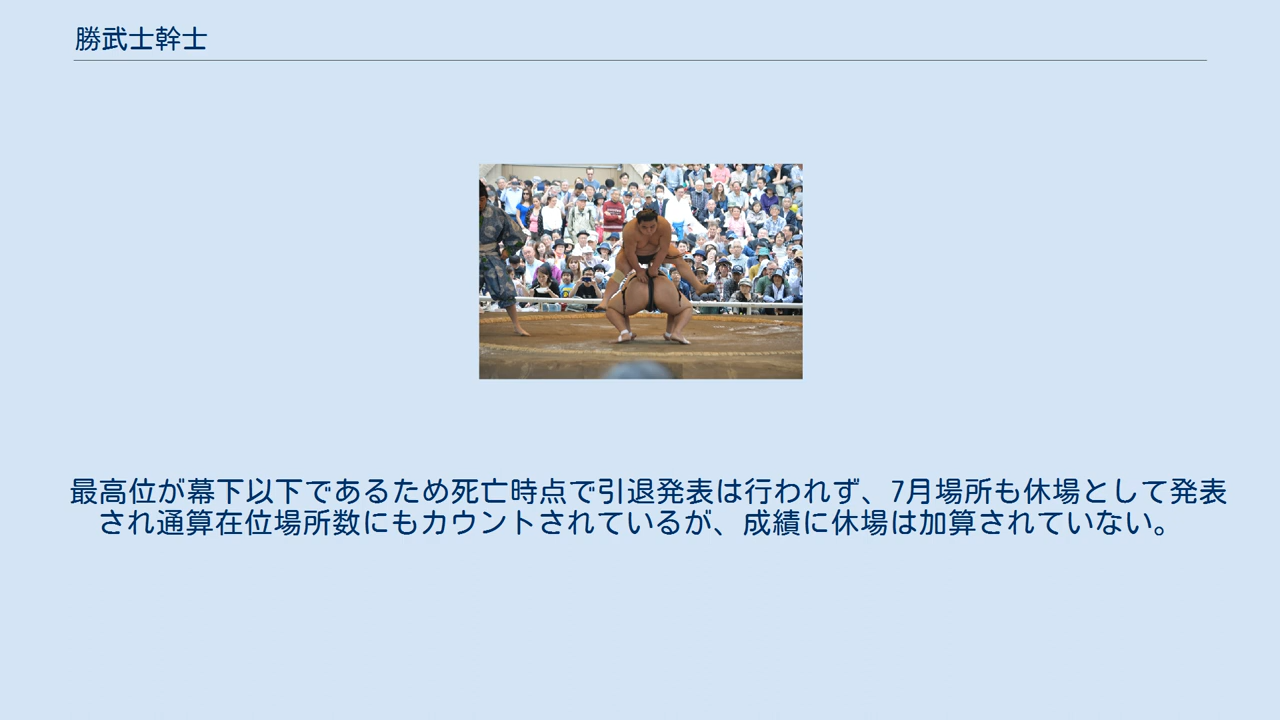 勝武士幹士
最高位が幕下以下であるため死亡時点で引退発表は行われず、7月場所も休場として発表
され通算在位場所数にもカウントされているが、成績に休場は加算されていない。